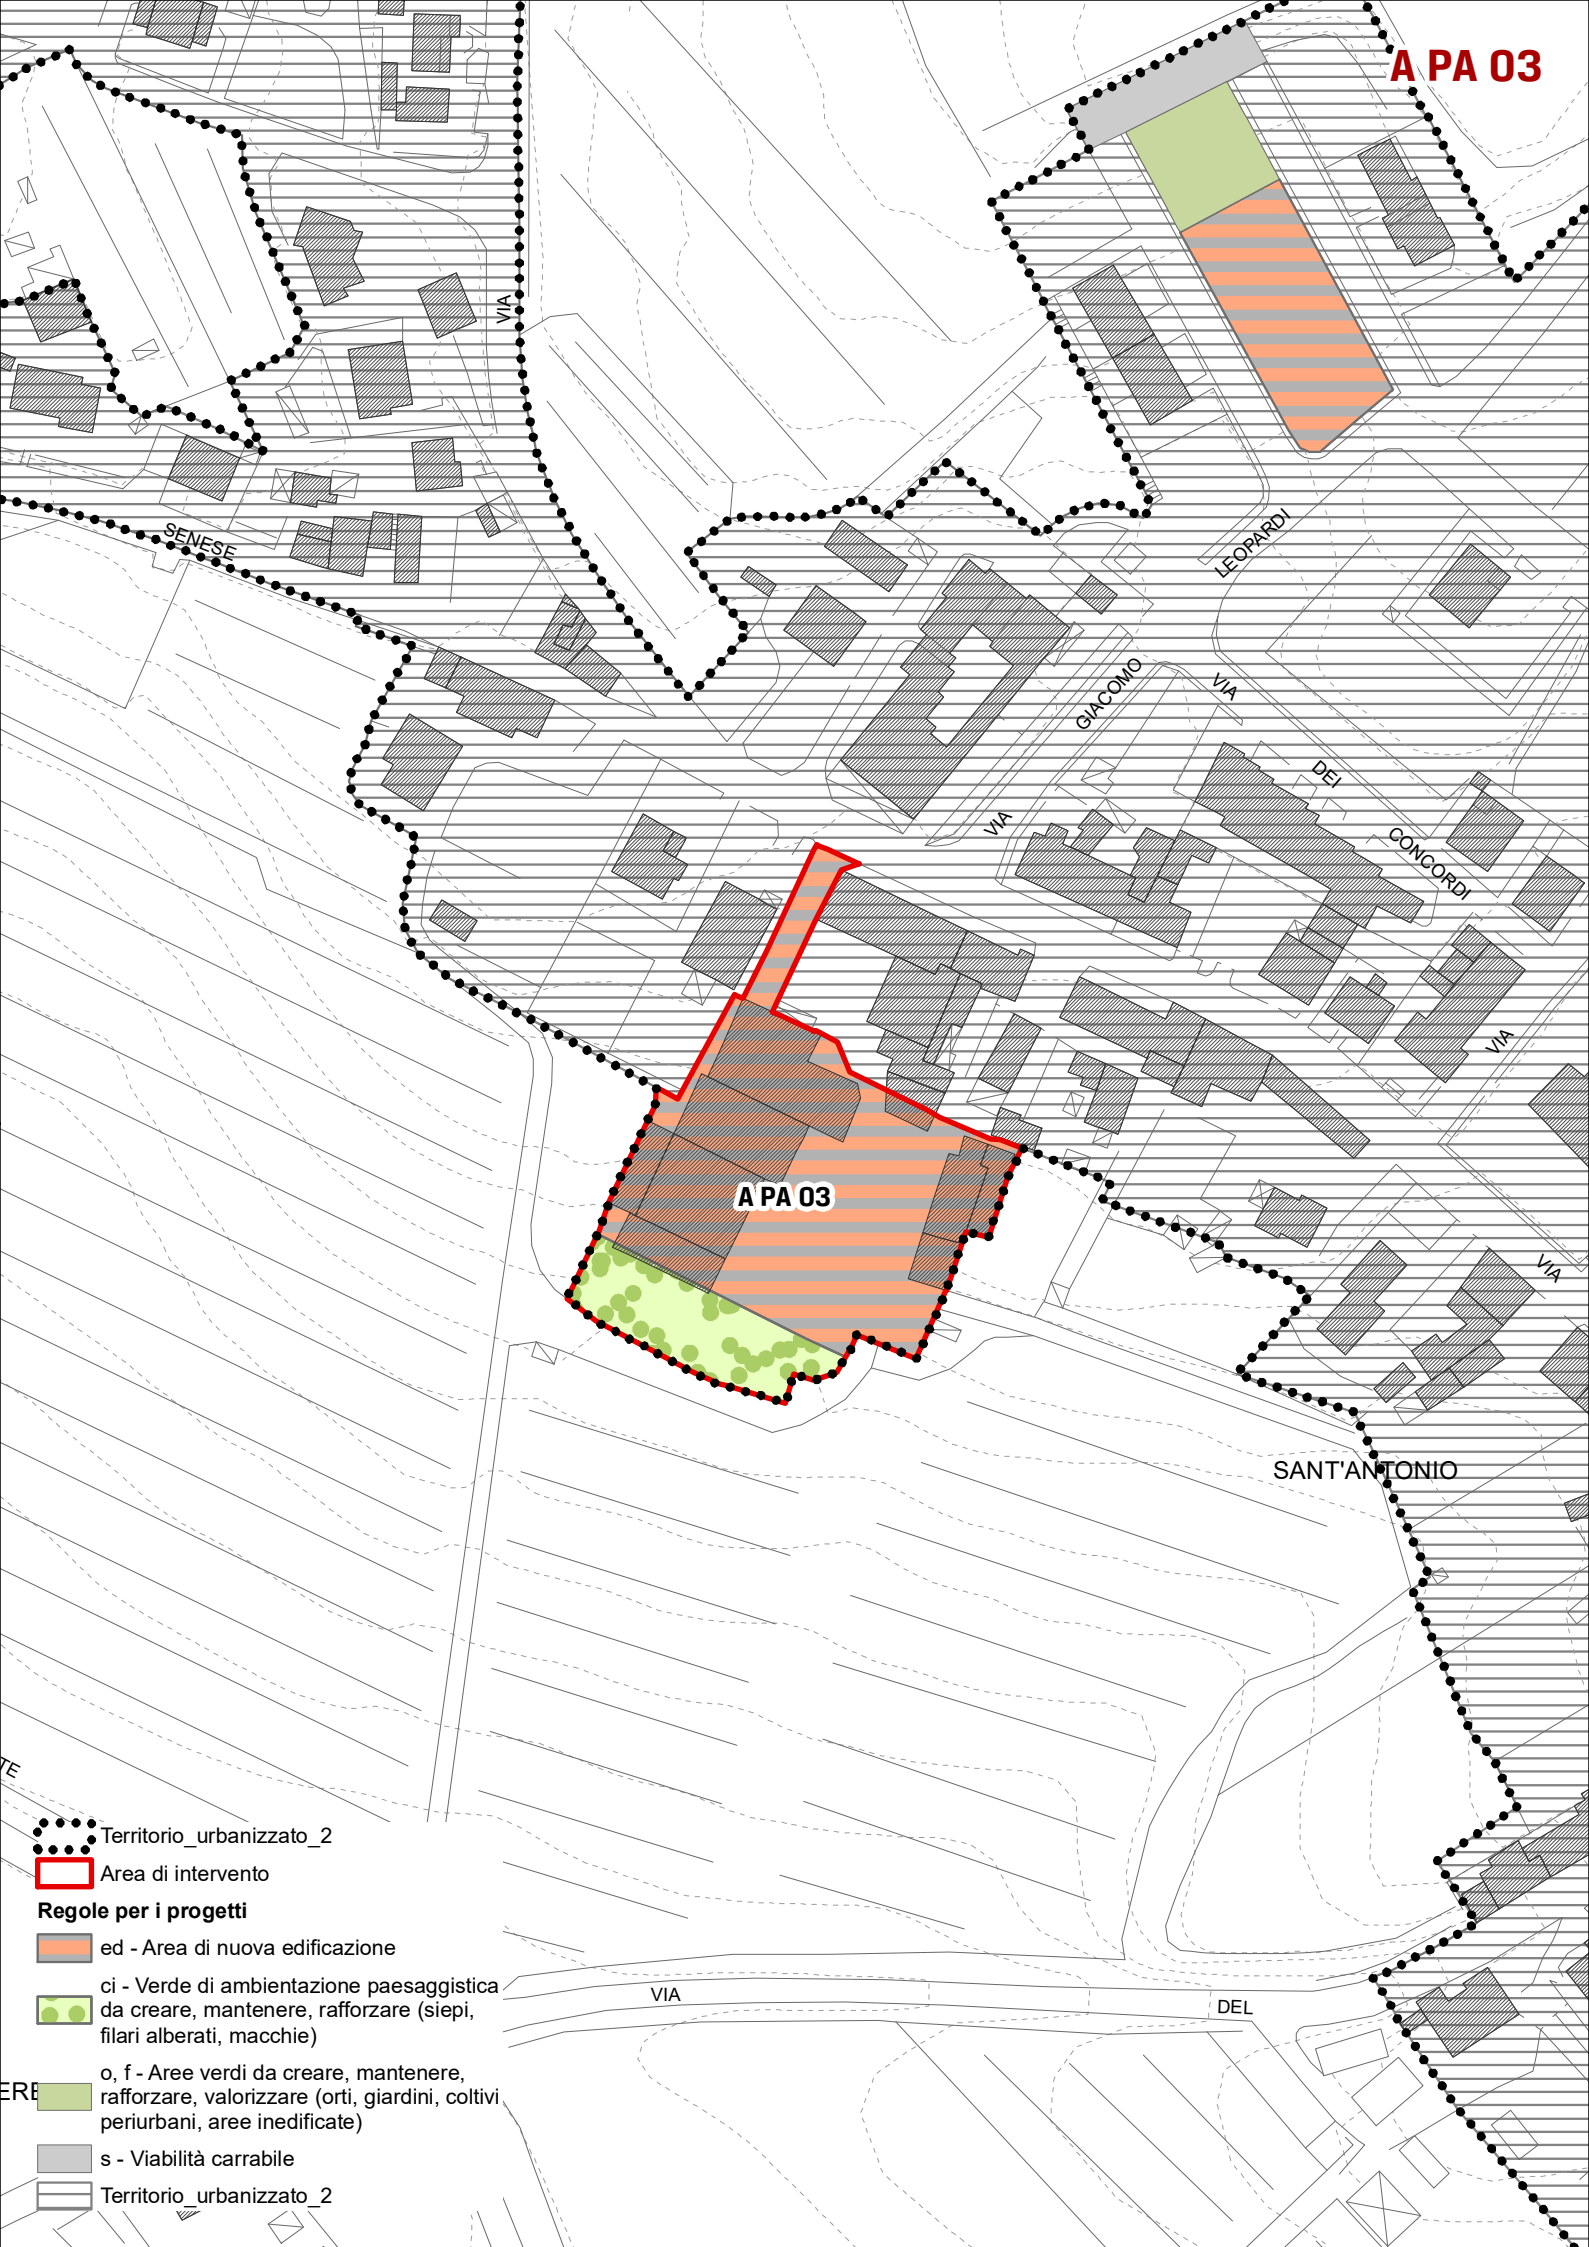 A PA 03
VIA
SENESE
LEOPARDI
GIACOMO
VIA
VIA
DEI
CONCORDI
VIA
A PA 03
VIA
SANT'ANTONIO
TE
Territorio_urbanizzato_2
Area di intervento
Regole per i progetti
ed - Area di nuova edificazione
ci - Verde di ambientazione paesaggistica
da creare, mantenere, rafforzare (siepi,
filari alberati, macchie)
VIA
DEL
o, f - Aree verdi da creare, mantenere,
ERE
rafforzare, valorizzare (orti, giardini, coltivi
periurbani, aree inedificate)
s - Viabilità carrabile
Territorio_urbanizzato_2